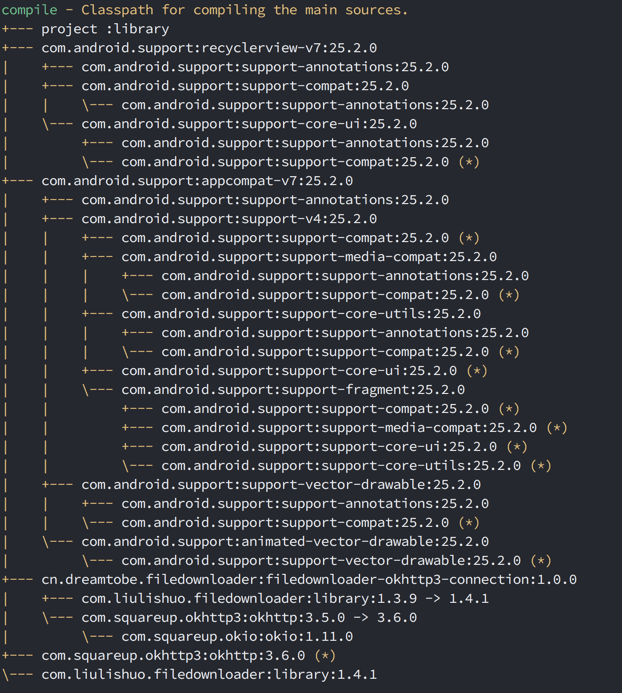 compile - Classpath for compiling the main sources.
+--- project :library
+--- com.android.support:recyclerview-v7:25.2.0
|    +--- com.android.support:support-annotations:25.2.0
|    +--- com.android.support:support-compat:25.2.0
|    |    \--- com.android.support:support-annotations:25.2.0
|    \--- com.android.support:support-core-ui:25.2.0
|         +--- com.android.support:support-annotations:25.2.0
|         \--- com.android.support:support-compat:25.2.0 (*)
+--- com.android.support:appcompat-v7:25.2.0
|    +--- com.android.support:support-annotations:25.2.0
|    +--- com.android.support:support-v4:25.2.0
|    |    +--- com.android.support:support-compat:25.2.0 (*)
|    |    +--- com.android.support:support-media-compat:25.2.0
|    |    |    +--- com.android.support:support-annotations:25.2.0
|    |    |    \--- com.android.support:support-compat:25.2.0 (*)
|    |    +--- com.android.support:support-core-utils:25.2.0
|    |    |    +--- com.android.support:support-annotations:25.2.0
|    |    |    \--- com.android.support:support-compat:25.2.0 (*)
|    |    +--- com.android.support:support-core-ui:25.2.0 (*)
|    |    \--- com.android.support:support-fragment:25.2.0
|    |         +--- com.android.support:support-compat:25.2.0 (*)
|    |         +--- com.android.support:support-media-compat:25.2.0 (*)
|    |         +--- com.android.support:support-core-ui:25.2.0 (*)
|    |         \--- com.android.support:support-core-utils:25.2.0 (*)
|    +--- com.android.support:support-vector-drawable:25.2.0
|    |    +--- com.android.support:support-annotations:25.2.0
|    |    \--- com.android.support:support-compat:25.2.0 (*)
|    \--- com.android.support:animated-vector-drawable:25.2.0
|         \--- com.android.support:support-vector-drawable:25.2.0 (*)
+--- cn.dreamtobe.filedownloader:filedownloader-okhttp3-connection:1.0.0
|    +--- com.liulishuo.filedownloader:library:1.3.9 -> 1.4.1
|    \--- com.squareup.okhttp3:okhttp:3.5.0 -> 3.6.0
|         \--- com.squareup.okio:okio:1.11.0
+--- com.squareup.okhttp3:okhttp:3.6.0 (*)
\--- com.liulishuo.filedownloader:library:1.4.1